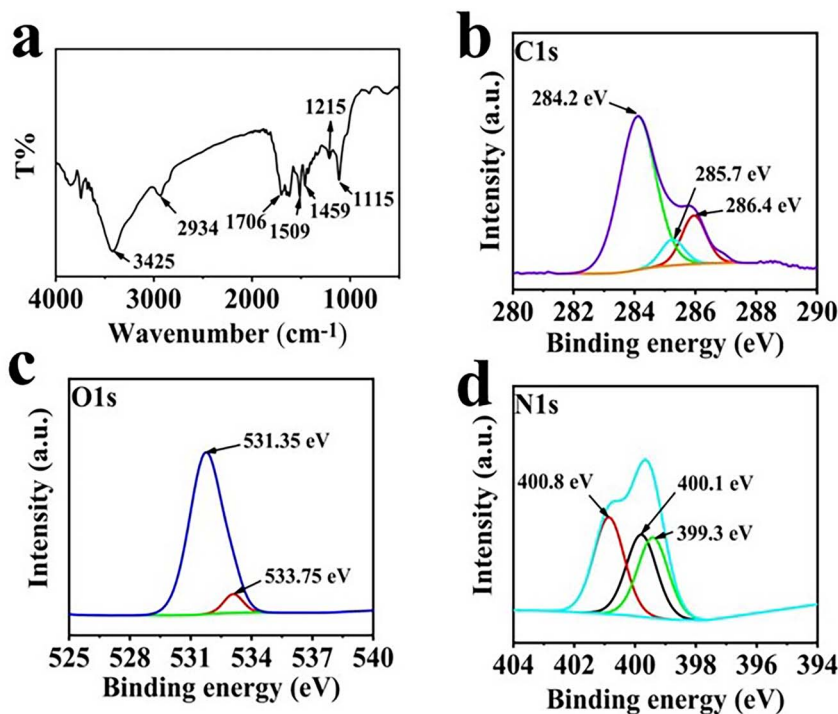 a
T%
3425
2934
1706
1509
1459
1215
1115
4000 3000 2000 1000
Wavenumber (cm-1)
b
C1s
Intensity (a.u.)
284.2 eV
285.7 eV
286.4 eV
280 282 284 286 288 290
Binding energy (eV)
c
O1s
Intensity (a.u.)
531.35 eV
533.75 eV
525 528 531 534 537 540
Binding energy (eV)
d
N1s
Intensity (a.u.)
400.8 eV
400.1 eV
399.3 eV
404 402 400 398 396 394
Binding energy (eV)